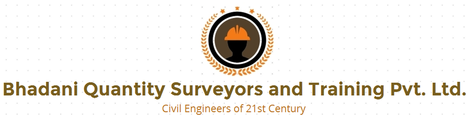 Bhadani Quantity Surveyors and Training Pvt. Ltd.
Civil Engineers of 21st Century